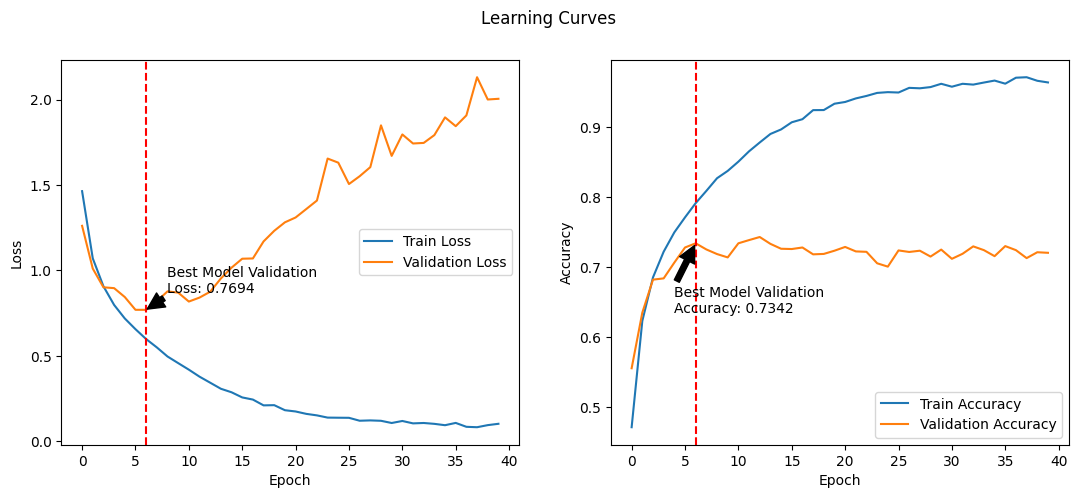 Learning Curves
Loss
2.0
1.5
1.0
0.5
0.0
Best Model Validation
Loss: 0.7694
Train Loss
Validation Loss
0 5 10 15 20 25 30 35 40
Epoch
Accuracy
0.9
0.8
0.7
0.6
0.5
Best Model Validation
Accuracy: 0.7342
Train Accuracy
Validation Accuracy
0 5 10 15 20 25 30 35 40
Epoch